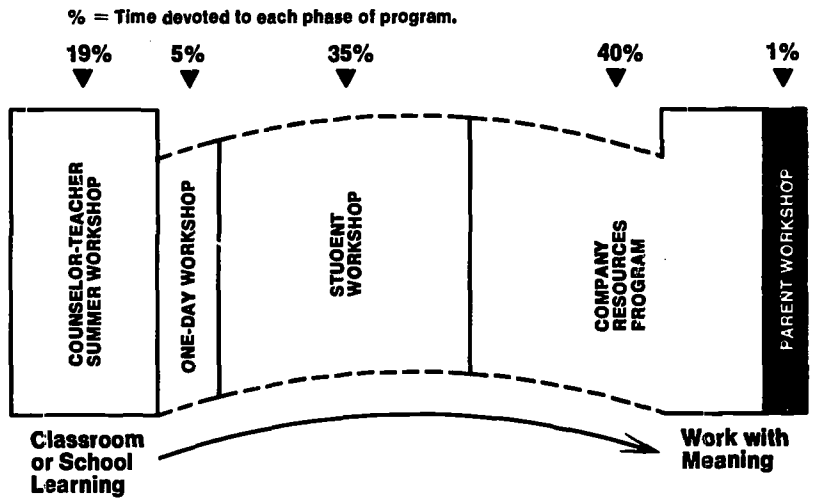 % = Time devoted to each phase of program.
19%
5%
35%
40%
1%
COUNSELOR-TEACHER
SUMMER WORKSHOP
ONE-DAY WORKSHOP
STUOENT
WORKSHOP
COMPANY
RESOURCES
PROGRAM
PARENT WORKSHOP
Classroom
or School
Learning
Work with
Meaning